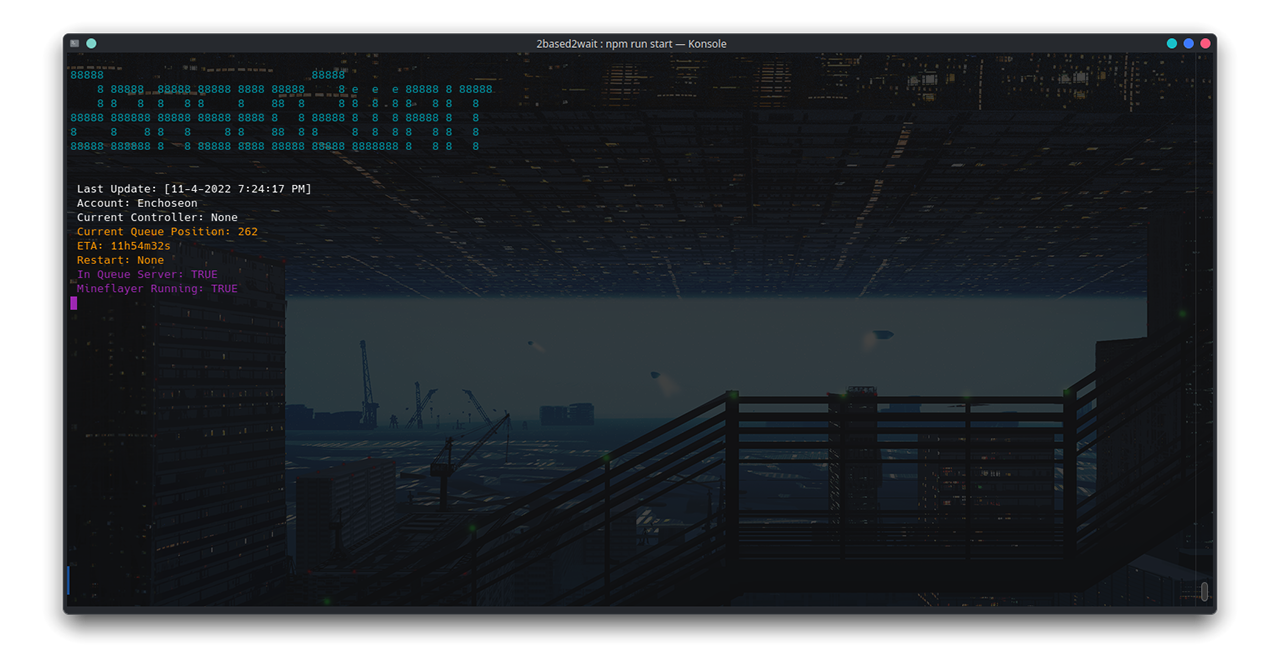 2based2wait : npm run start — Konsole
88888                               88888
    8 88888  88888 88888 8888 88888     8 e  e  e 88888 8 88888
    8 8   8  8   8 8     8    88  8     8 8  8  8 8   8 8   8
88888 888888 88888 88888 8888 8   8 88888 8  8  8 88888 8   8
8     8    8 8   8     8 8    88  8 8     8  8  8 8   8 8   8
88888 888888 8   8 88888 8888 88888 88888 8888888 8   8 8   8
Last Update: [11-4-2022 7:24:17 PM]
Account: Enchoseon
Current Controller: None
Current Queue Position: 262
ETA: 11h54m32s
Restart: None
In Queue Server: TRUE
Mineflayer Running: TRUE